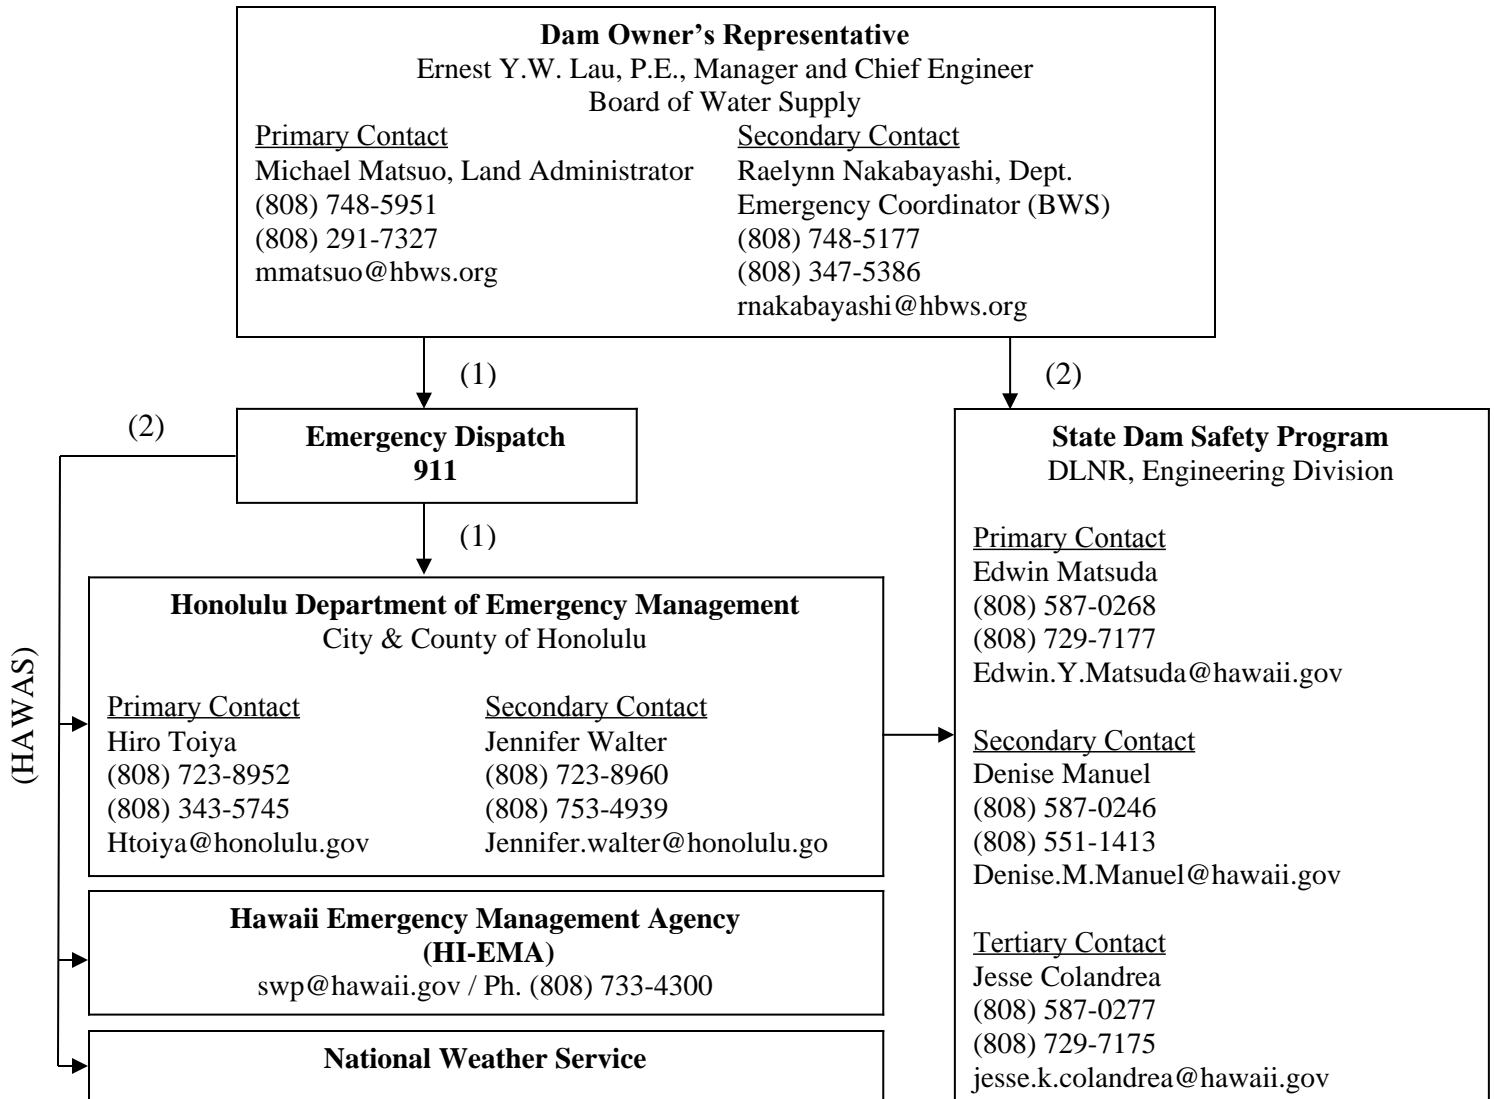 Dam Owner’s Representative
Ernest Y.W. Lau, P.E., Manager and Chief Engineer
Board of Water Supply
Primary Contact
Michael Matsuo, Land Administrator
(808) 748-5951
(808) 291-7327
mmatsuo@hbws.org
Secondary Contact
Raelynn Nakabayashi, Dept.
Emergency Coordinator (BWS)
(808) 748-5177
(808) 347-5386
rnakabayashi@hbws.org
(1)
(2)
(2)
Emergency Dispatch
911
(1)
(HAWAS)
Honolulu Department of Emergency Management
City & County of Honolulu
Primary Contact
Hiro Toiya
(808) 723-8952
(808) 343-5745
Htoiya@honolulu.gov
Secondary Contact
Jennifer Walter
(808) 723-8960
(808) 753-4939
Jennifer.walter@honolulu.go
Hawaii Emergency Management Agency
(HI-EMA)
swp@hawaii.gov / Ph. (808) 733-4300
National Weather Service
State Dam Safety Program
DLNR, Engineering Division
Primary Contact
Edwin Matsuda
(808) 587-0268
(808) 729-7177
Edwin.Y.Matsuda@hawaii.gov
Secondary Contact
Denise Manuel
(808) 587-0246
(808) 551-1413
Denise.M.Manuel@hawaii.gov
Tertiary Contact
Jesse Colandrea
(808) 587-0277
(808) 729-7175
jesse.k.colandrea@hawaii.gov